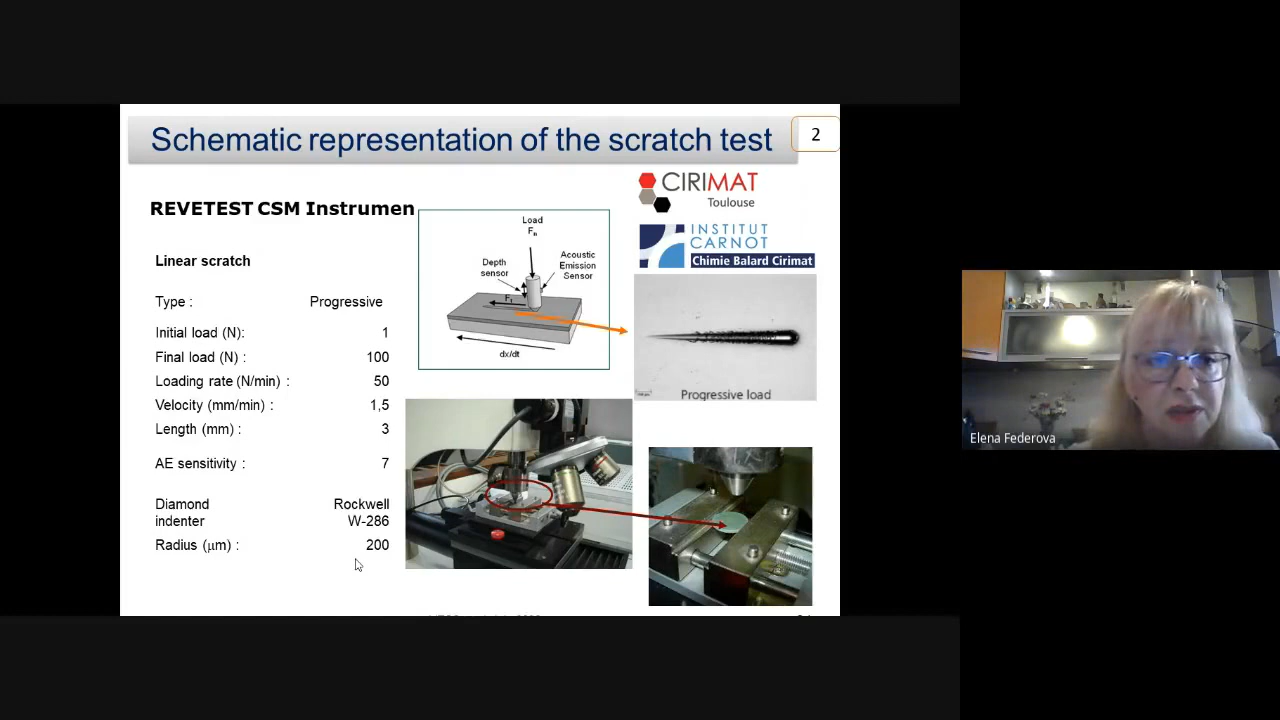 Schematic representation of the scratch test
2
REVETEST CSM Instrumen
Linear scratch
Type : Progressive
Initial load (N): 1
Final load (N) : 100
Loading rate (N/min) : 50
Velocity (mm/min) : 1,5
Length (mm) : 3
AE sensitivity : 7
Diamond Rockwell
indenter W-286
Radius (μm) : 200
Load
Fn
Depth
sensor
Acoustic
Emission
Sensor
Ft
dx/dt
CIRIMAT
Toulouse
INSTITUT
CARNOT
Chimie Balard Cirimat
Progressive load
Elena Federova